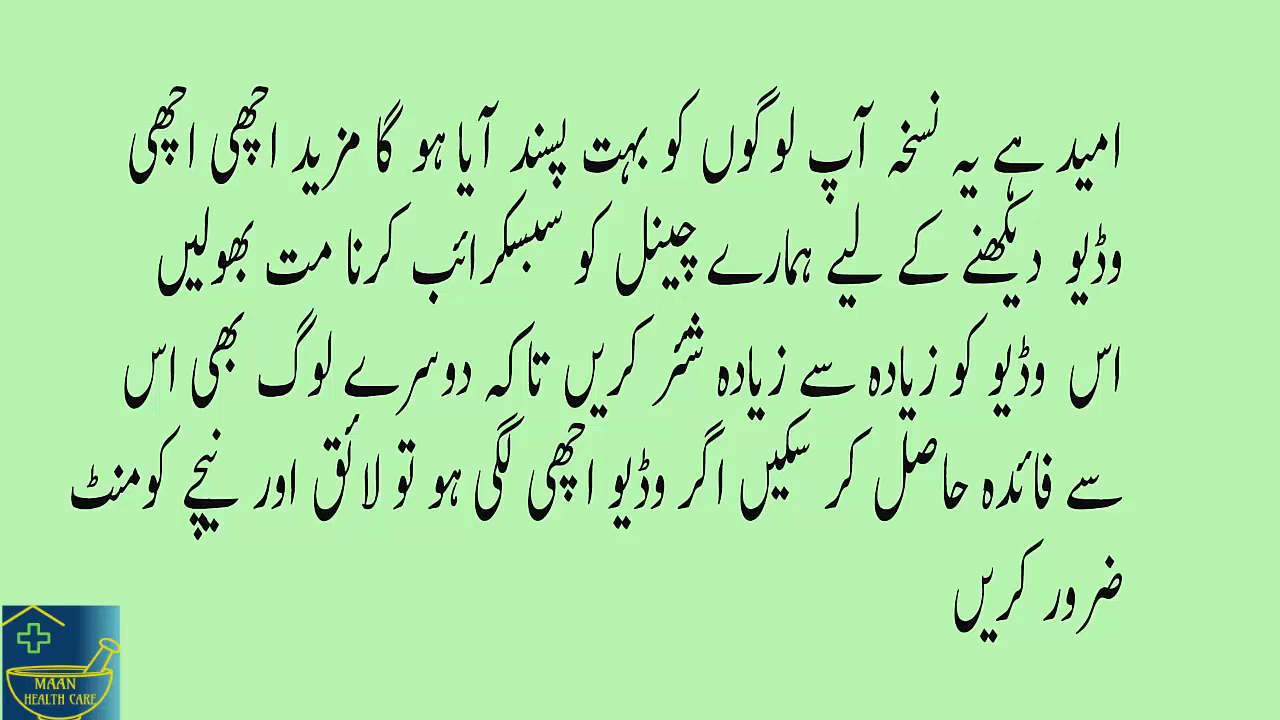 امید ہے یہ نسخہ آپ لوگوں کو بہت پسند آیا ہو گا مزید اچھی اچھی
وڈیو دیکھنے کے لیے ہمارے چینل کو سبسکرائب کرنا مت بھولیں
اس وڈیو کو زیادہ سے زیادہ شئر کریں تاکہ دوسرے لوگ بھی اس
سے فائدہ حاصل کر سکیں اگر وڈیو اچھی لگی ہو تو لائق اور نیچے کومنٹ
ضرور کریں
MAAN
HEALTH CARE